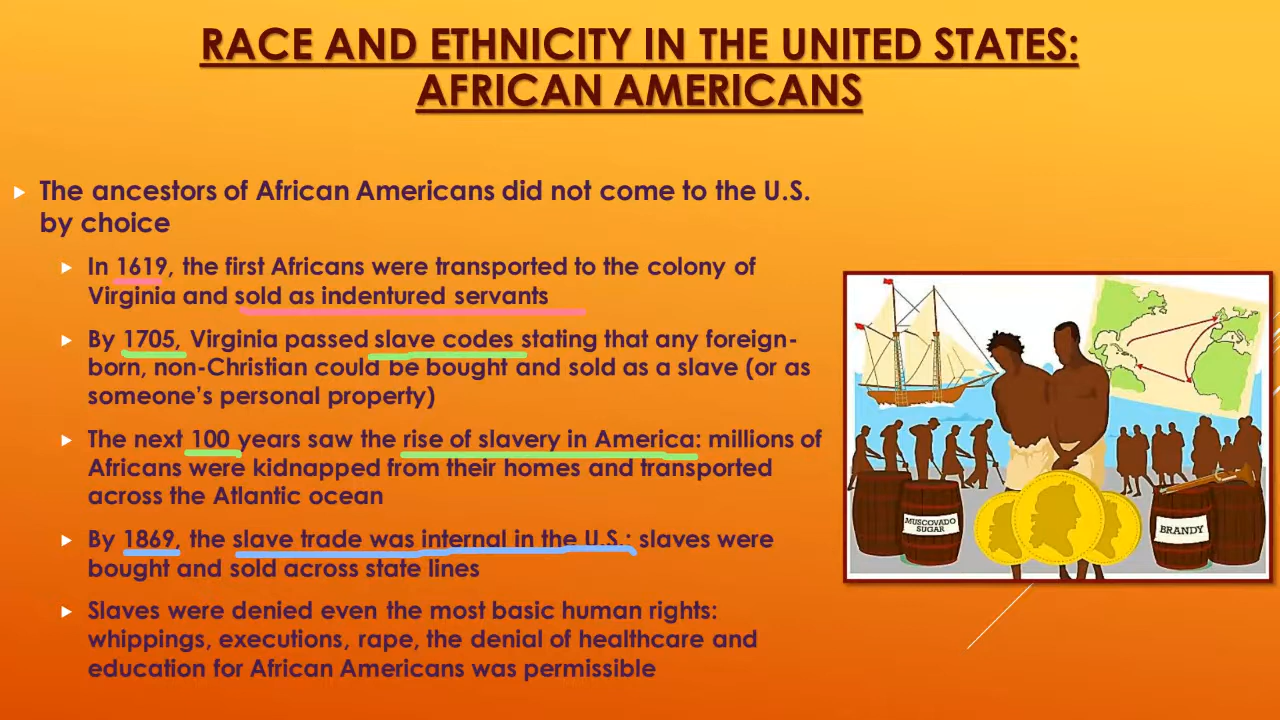 RACE AND ETHNICITY IN THE UNITED STATES:
AFRICAN AMERICANS
The ancestors of African Americans did not come to the U.S.
by choice
In 1619, the first Africans were transported to the colony of
Virginia and sold as indentured servants
By 1705, Virginia passed slave codes stating that any foreign-
born, non-Christian could be bought and sold as a slave (or as
someone's personal property)
The next 100 years saw the rise of slavery in America: millions of
Africans were kidnapped from their homes and transported
across the Atlantic ocean
By 1869, the slave trade was internal in the U.S.: slaves were
bought and sold across state lines
Slaves were denied even the most basic human rights:
whippings, executions, rape, the denial of healthcare and
education for African Americans was permissible
MUSCOVADO
SUGAR
BRANDY